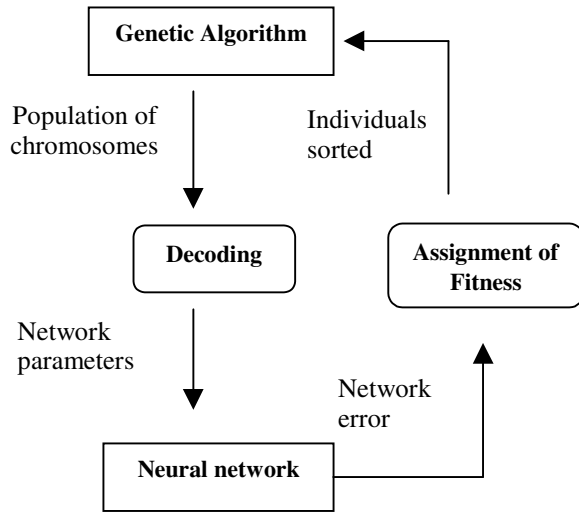 Genetic Algorithm
Population of
chromosomes
Individuals
sorted
Decoding
Assignment of
Fitness
Network
parameters
Network
error
Neural network